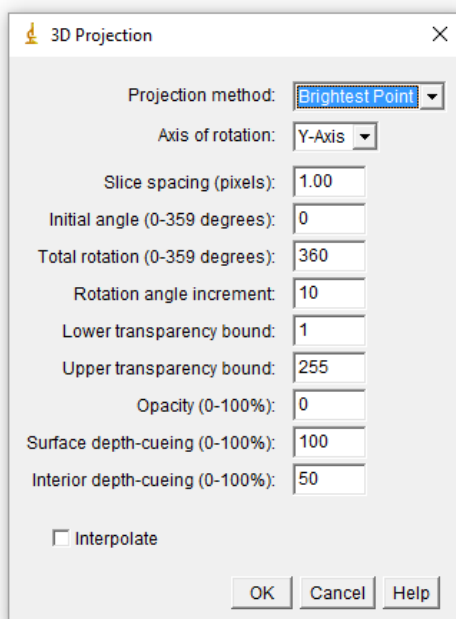 3D Projection
Projection method: Brightest Point
Axis of rotation: Y-Axis
Slice spacing (pixels): 1.00
Initial angle (0-359 degrees): 0
Total rotation (0-359 degrees): 360
Rotation angle increment: 10
Lower transparency bound: 1
Upper transparency bound: 255
Opacity (0-100%): 0
Surface depth-cueing (0-100%): 100
Interior depth-cueing (0-100%): 50
Interpolate
OK Cancel Help